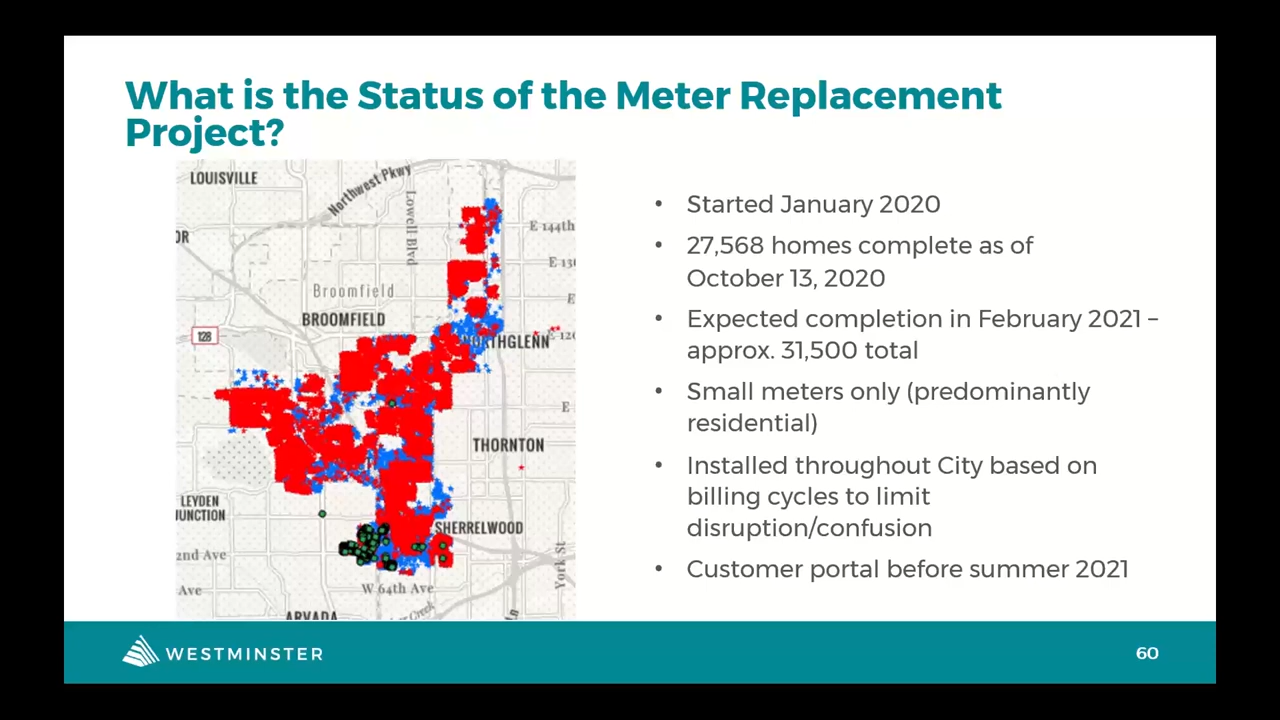 What is the Status of the Meter Replacement
Project?
LOUISVILLE
Northwest Pkwy
Lowell Blvd
E 144th
E 13
E
Broomfield
BROOMFIELD
128
NORTHGLENN
E 120
E
THORNTON
LEYDEN
JUNCTION
SHERRELWOOD
2nd Ave
Ave
W 64th Ave
York St
ARVADA
Creek
• Started January 2020
• 27,568 homes complete as of
October 13, 2020
• Expected completion in February 2021 –
approx. 31,500 total
• Small meters only (predominantly
residential)
• Installed throughout City based on
billing cycles to limit
disruption/confusion
• Customer portal before summer 2021
WESTMINSTER
60